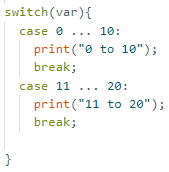 switch(var){
case 0 ... 10:
print("0 to 10");
break;
case 11 ... 20:
print("11 to 20");
break;
}